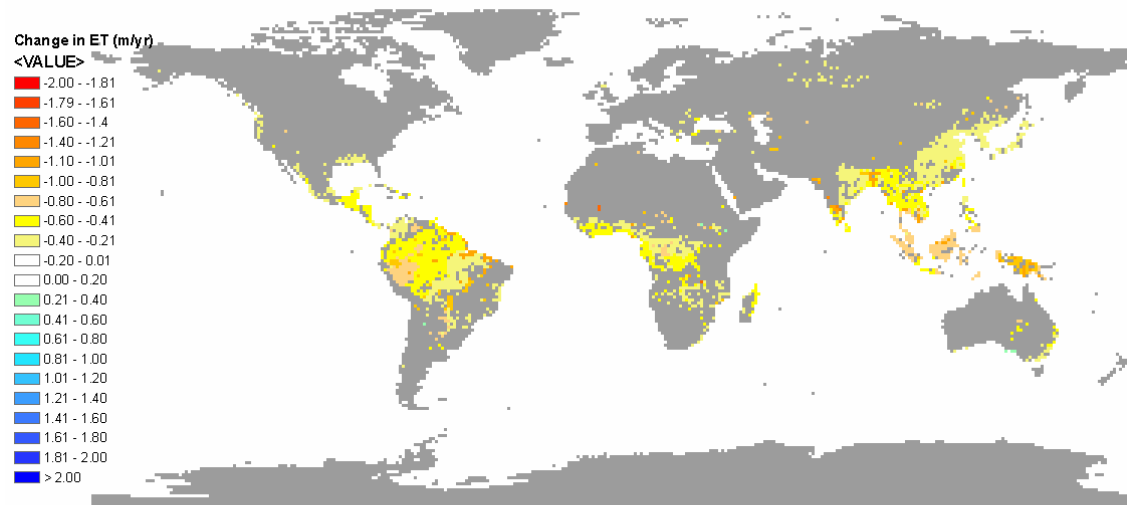 Change in ET (m/yr)
<VALUE>
-2.00 - -1.81
-1.79 - -1.61
-1.60 - -1.4
-1.40 - -1.21
-1.10 - -1.01
-1.00 - -0.81
-0.80 - -0.61
-0.60 - -0.41
-0.40 - -0.21
-0.20 - 0.01
0.00 - 0.20
0.21 - 0.40
0.41 - 0.60
0.61 - 0.80
0.81 - 1.00
1.01 - 1.20
1.21 - 1.40
1.41 - 1.60
1.61 - 1.80
1.81 - 2.00
> 2.00